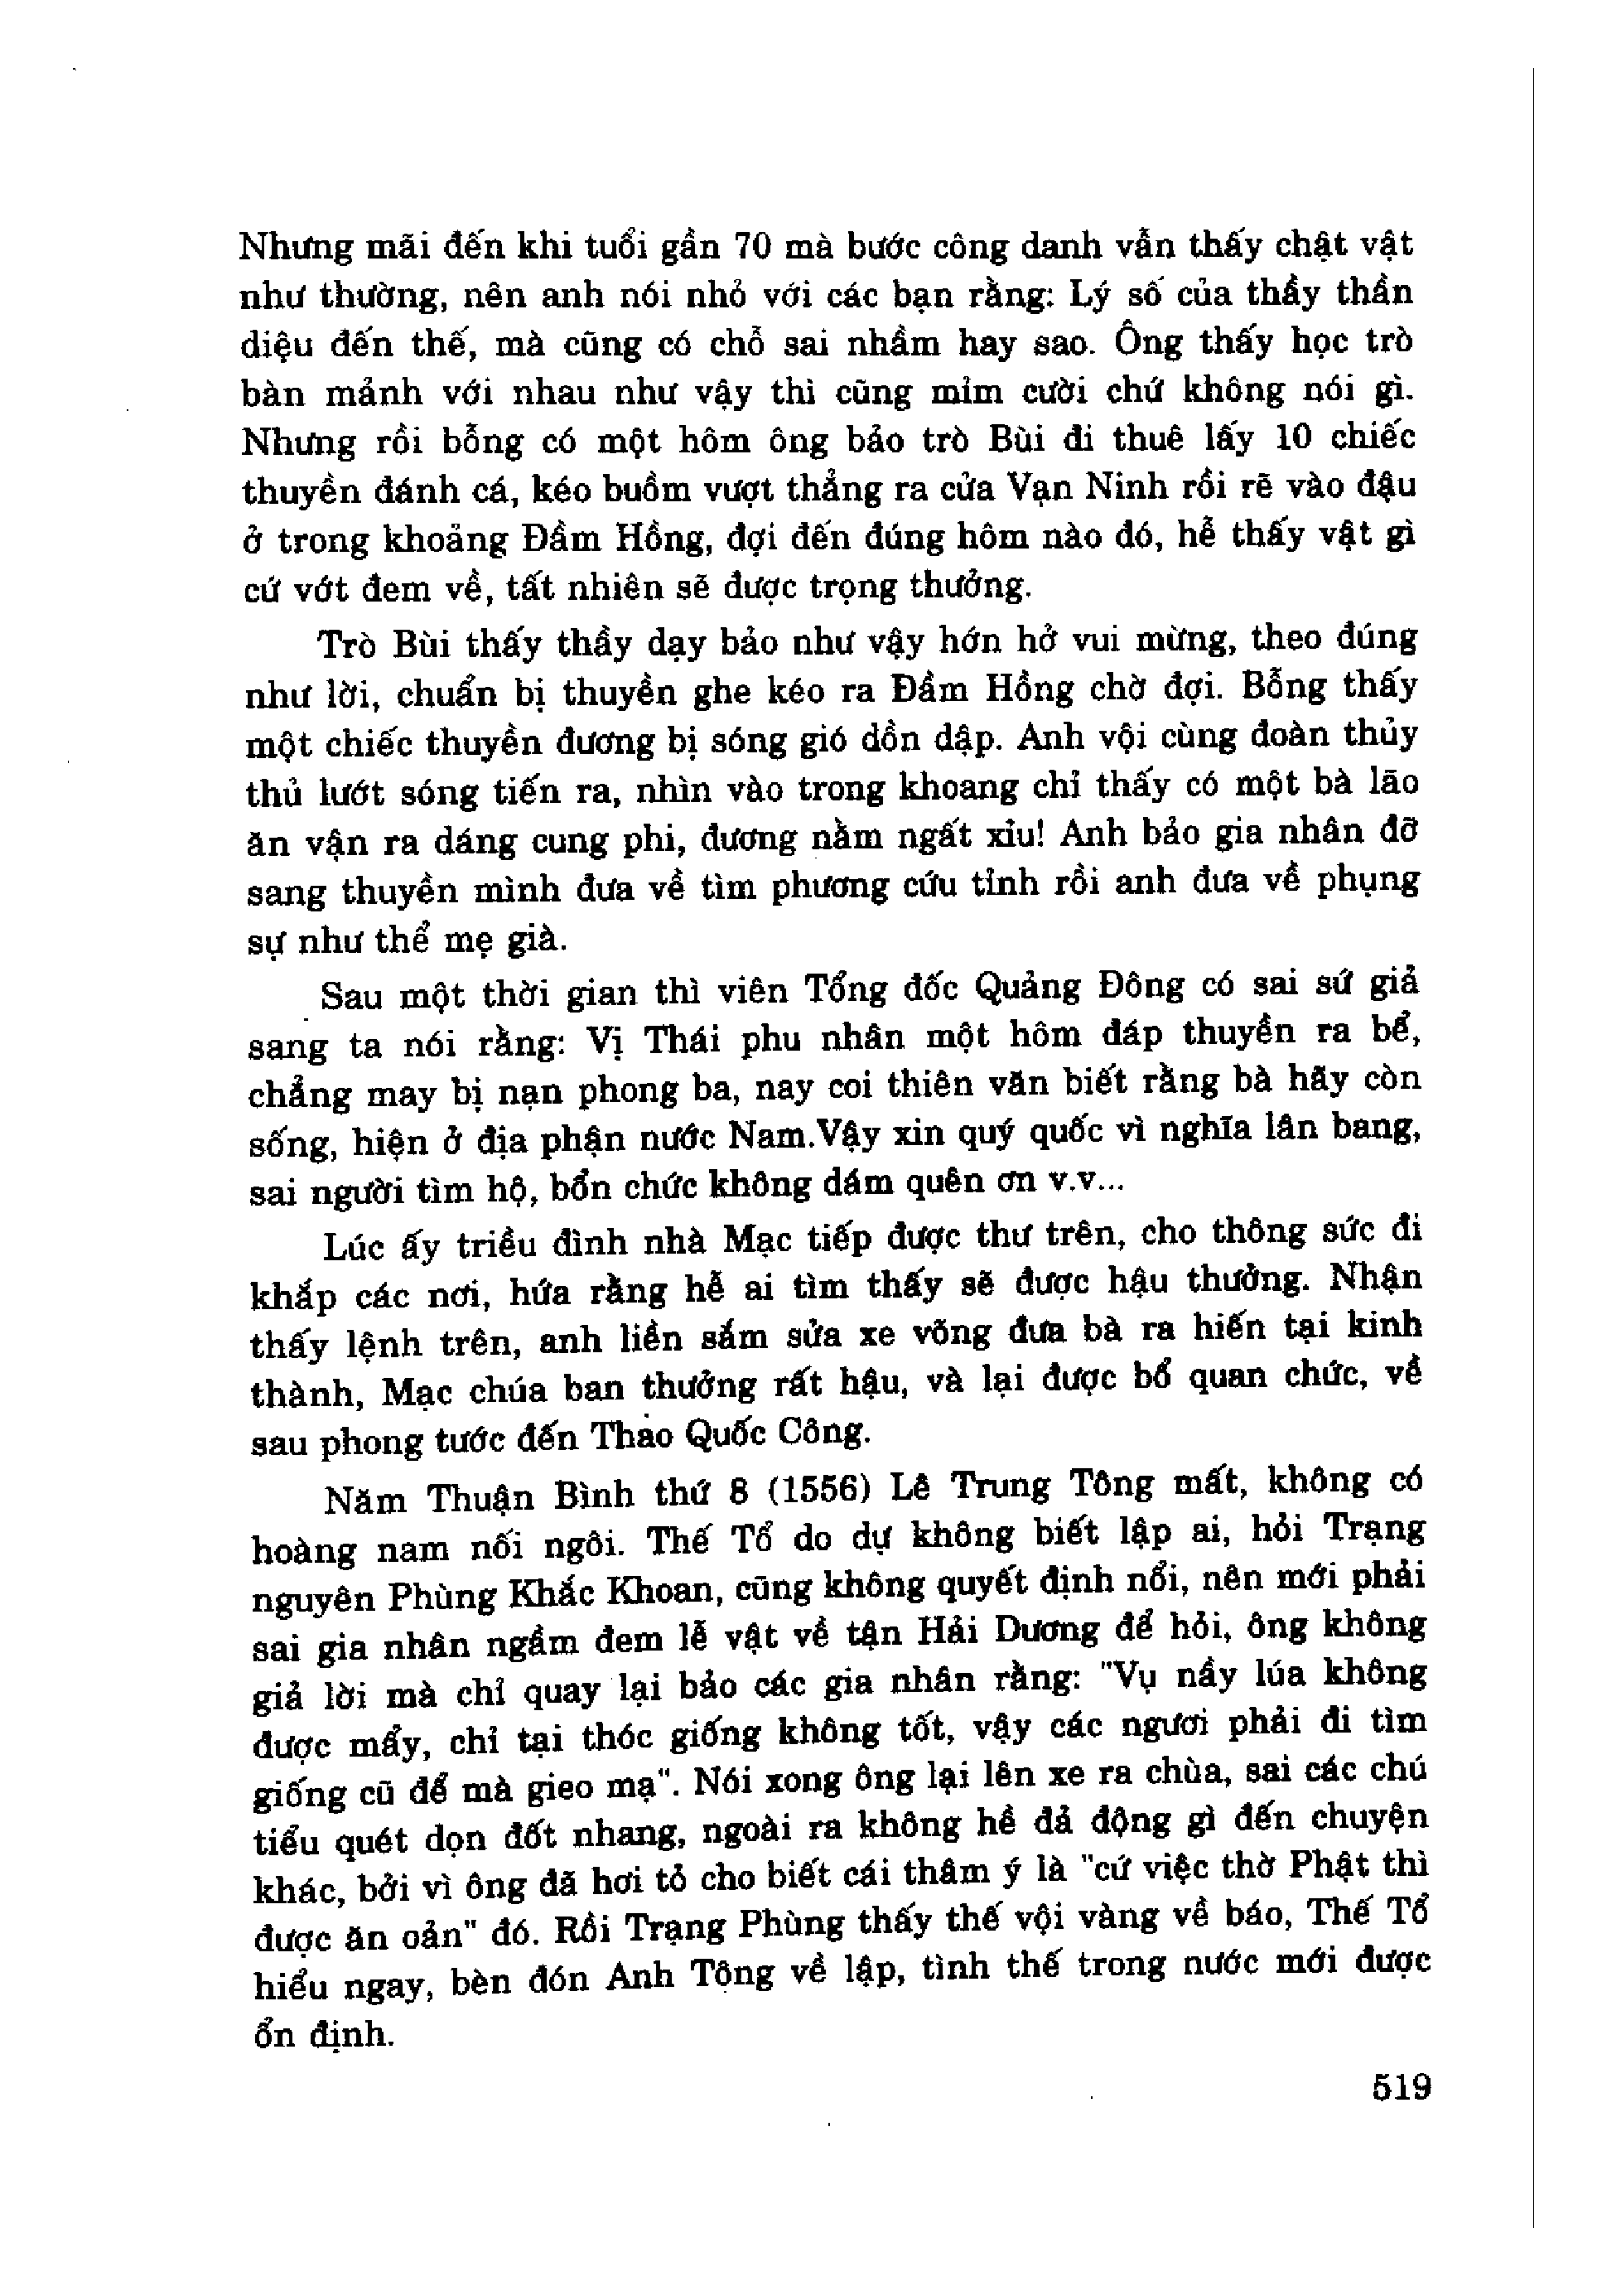 Nhưng mãi đến khi tuổi gần 70 mà bước công danh vẫn thấy chật vật
như thường, nên anh nói nhỏ với các bạn rằng: Lý số của thầy thần
diệu đến thế, mà cũng có chỗ sai nhầm hay sao. Ông thấy học trò
bàn mảnh với nhau như vậy thì cũng mỉm cười chứ không nói gì.
Nhưng rồi bỗng có một hôm ông bảo trò Bùi đi thuê lấy 10 chiếc
thuyền đánh cá, kéo buồm vượt thẳng ra cửa Vạn Ninh rồi rẽ vào đậu
ở trong khoảng Đầm Hồng, đợi đến đúng hôm nào đó, hễ thấy vật gì
cứ vớt đem về, tất nhiên sẽ được trọng thưởng.
Trò Bùi thấy thầy dạy bảo như vậy hớn hở vui mừng, theo đúng
như lời, chuẩn bị thuyền ghe kéo ra Đầm Hồng chờ đợi. Bỗng thấy
một chiếc thuyền đương bị sóng gió dồn dập. Anh vội cùng đoàn thủy
thủ lướt sóng tiến ra, nhìn vào trong khoang chỉ thấy có một bà lão
ăn vận ra dáng cung phi, đương nằm ngất xỉu! Anh bảo gia nhân đỡ
sang thuyền mình đưa về tìm phương cứu tỉnh rồi anh đưa về phụng
sự như thể mẹ già.
Sau một thời gian thì viên Tổng đốc Quảng Đông có sai sứ giả
sang ta nói rằng: Vị Thái phu nhân một hôm đáp thuyền ra bể,
chẳng may bị nạn phong ba, nay coi thiên văn biết rằng bà hãy còn
sống, hiện ở địa phận nước Nam.Vậy xin quý quốc vì nghĩa lân bang,
sai người tìm hộ, bổn chức không dám quên ơn v.v...
Lúc ấy triều đình nhà Mạc tiếp được thư trên, cho thông sức đi
khắp các nơi, hứa rằng hễ ai tìm thấy sẽ được hậu thưởng. Nhận
thấy lệnh trên, anh liền sắm sửa xe võng đưa bà ra hiến tại kinh
thành, Mạc chúa ban thưởng rất hậu, và lại được bổ quan chức, về
sau phong tước đến Thao Quốc Công.
Năm Thuận Bình thứ 8 (1556) Lê Trung Tông mất, không có
hoàng nam nối ngôi. Thế Tổ do dự không biết lập ai, hỏi Trạng
nguyên Phùng Khắc Khoan, cũng không quyết định nổi, nên mới phải
sai gia nhân ngầm đem lễ vật về tận Hải Dương để hỏi, ông không
giả lời mà chỉ quay lại bảo các gia nhân rằng: "Vụ nầy lúa không
được mẩy, chỉ tại thóc giống không tốt, vậy các ngươi phải đi tìm
giống cũ để mà gieo mạ". Nói xong ông lại lên xe ra chùa, sai các chú
tiểu quét dọn đốt nhang, ngoài ra không hề đả động gì đến chuyện
khác, bởi vì ông đã hơi tỏ cho biết cái thâm ý là "cứ việc thờ Phật thì
được ăn oản" đó. Rồi Trạng Phùng thấy thế vội vàng về báo, Thế Tổ
hiểu ngay, bèn đón Anh Tông về lập, tình thế trong nước mới được
ổn định.
519